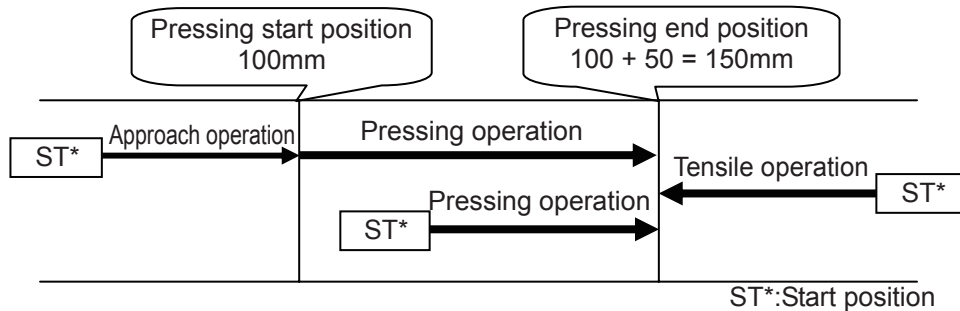 Pressing start position
100mm
Pressing end position
100 + 50 = 150mm
Approach operation
Pressing operation
ST*
Tensile operation
ST*
Pressing operation
ST*
ST*:Start position